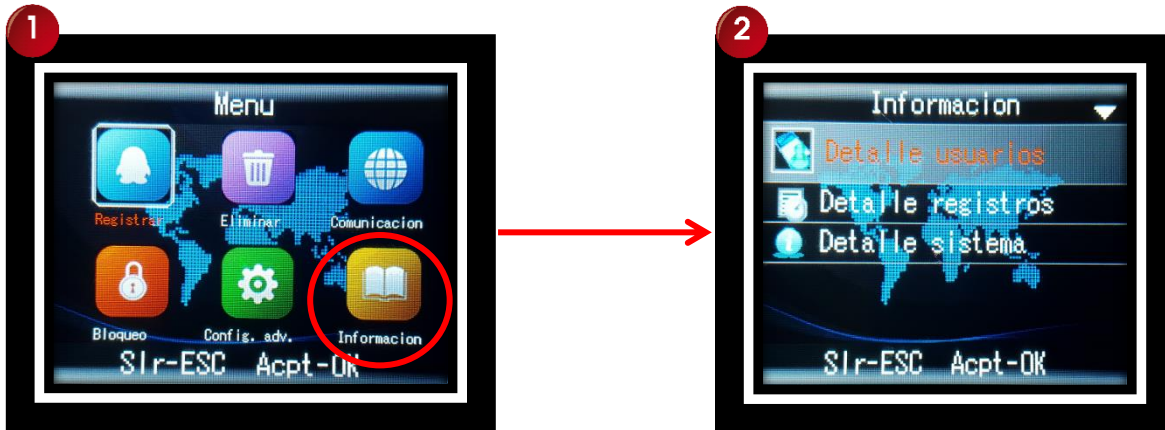 1
Menu
Registrar Eliminar Comunicacion
Bloqueo Config. adv. Informacion
Slr-ESC Acpt-OK
2
Informacion
Detalle usuarios
Detalle registros
Detalle sistema
Slr-ESC Acpt-OK